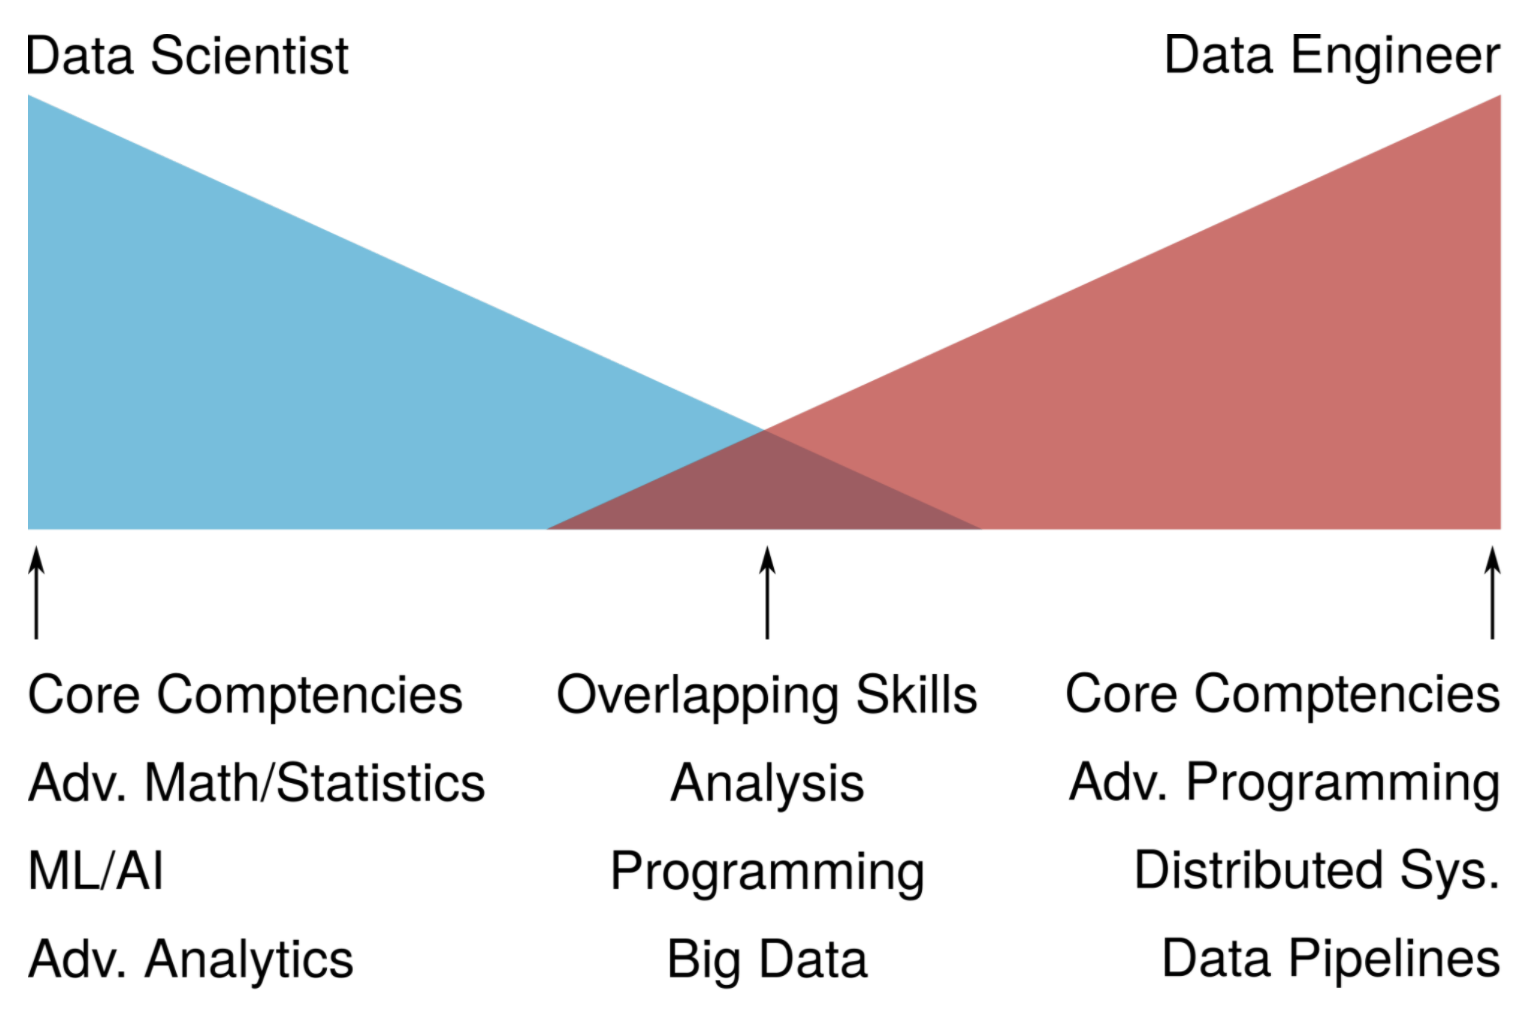 Data Scientist
Data Engineer
Core Comptencies
Adv. Math/Statistics
ML/AI
Adv. Analytics
Overlapping Skills
Analysis
Programming
Big Data
Core Comptencies
Adv. Programming
Distributed Sys.
Data Pipelines